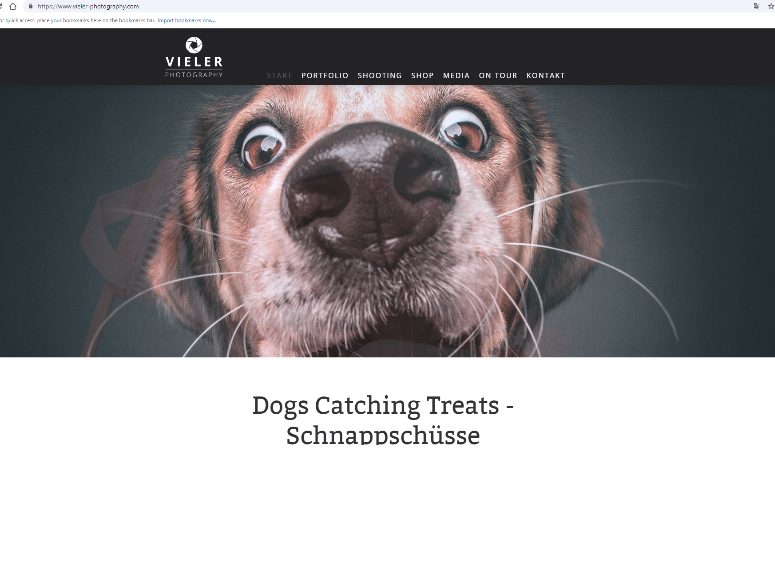 https://www.vieler-photography.com
quick access, place your bookmarks here on the bookmarks bar. Import bookmarks now...
VIELER
PHOTOGRAPHY
START PORTFOLIO SHOOTING SHOP MEDIA ON TOUR KONTAKT
Dogs Catching Treats -
Schnappschüsse